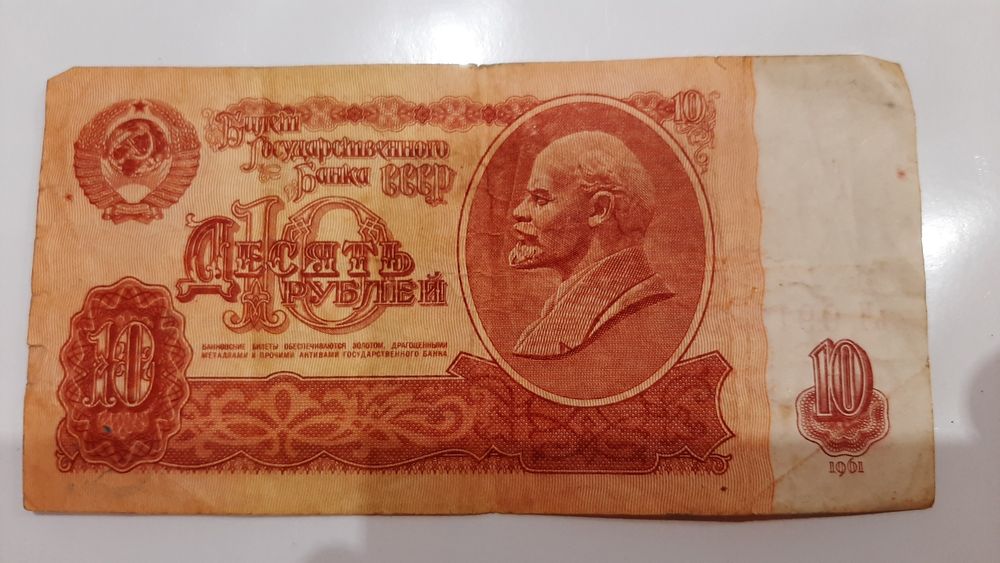 Билет
Государственного
Банка СССР
10
10
Десять
рублей
БАНКОВСКИЕ БИЛЕТЫ ОБЕСПЕЧИВАЮТСЯ ЗОЛОТОМ, ДРАГОЦЕННЫМИ
МЕТАЛЛАМИ И ПРОЧИМИ АКТИВАМИ ГОСУДАРСТВЕННОГО БАНКА
10
10
1961